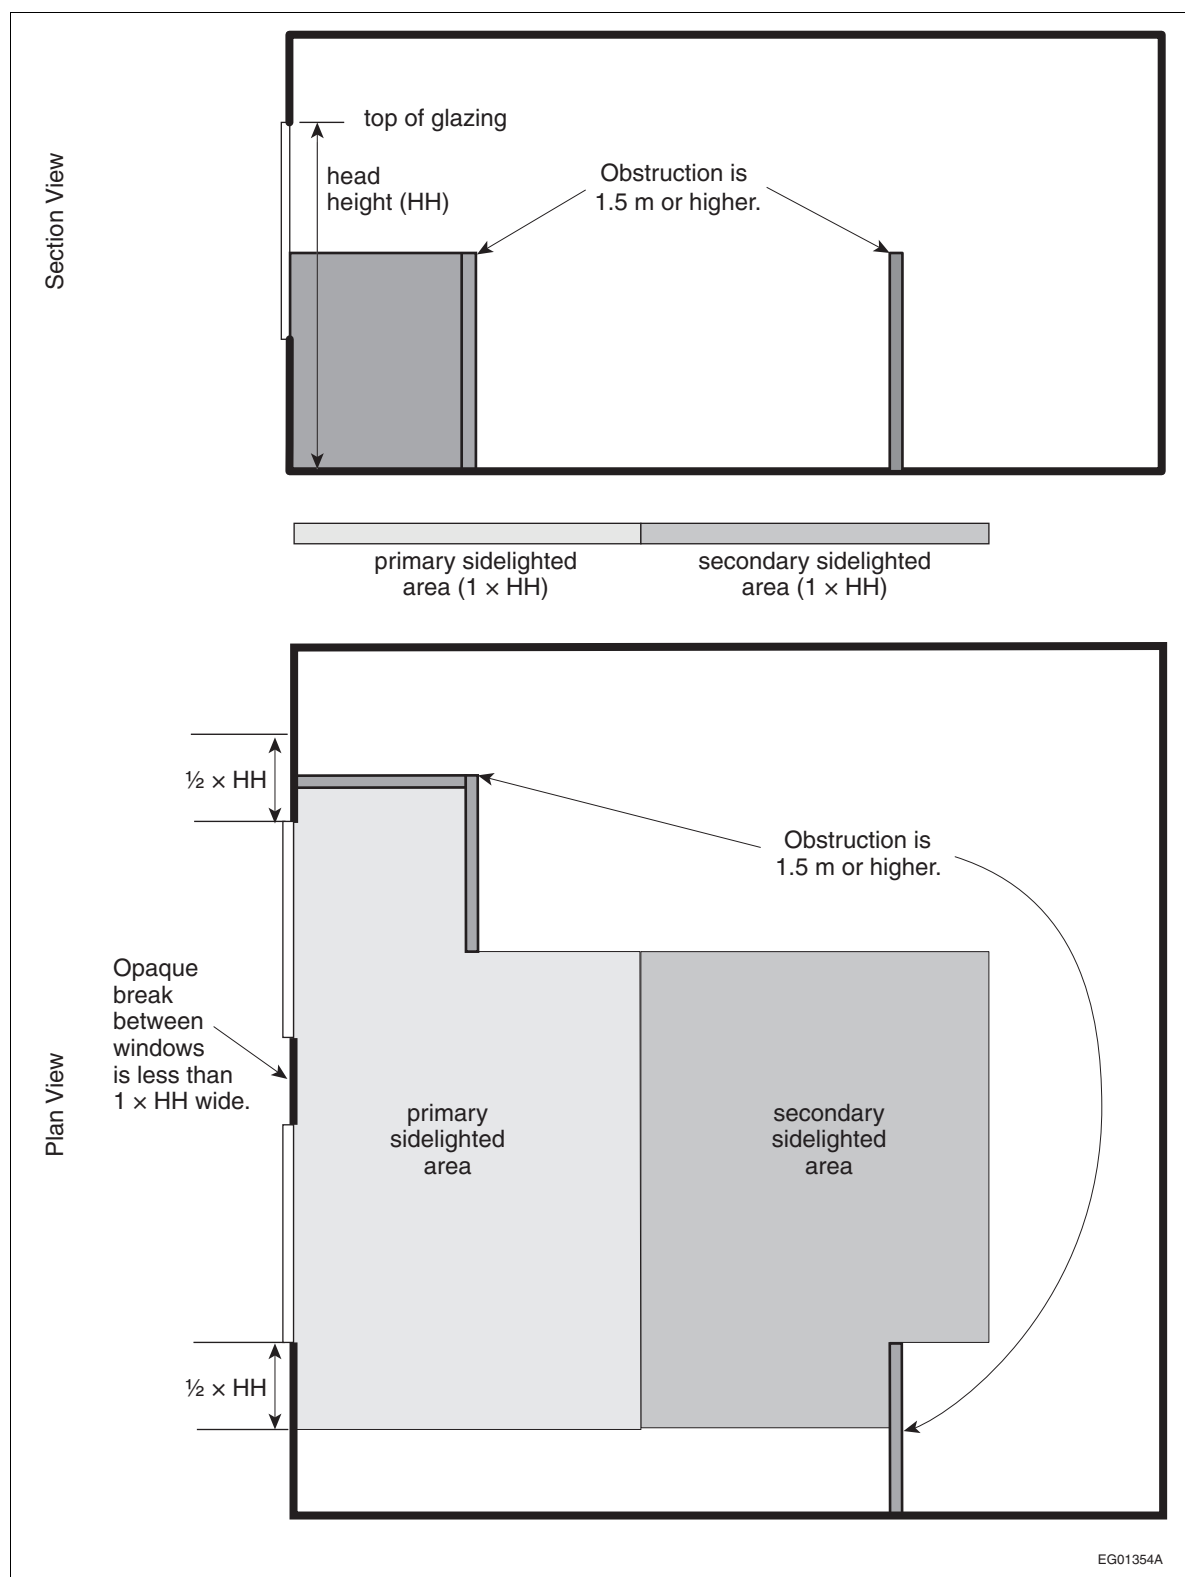 Section View
top of glazing
head
height (HH)
Obstruction is
1.5 m or higher.
primary sidelighted
area (1 × HH)
secondary sidelighted
area (1 × HH)
Plan View
½ × HH
Obstruction is
1.5 m or higher.
Opaque
break
between
windows
is less than
1 × HH wide.
primary
sidelighted
area
secondary
sidelighted
area
½ × HH
EG01354A